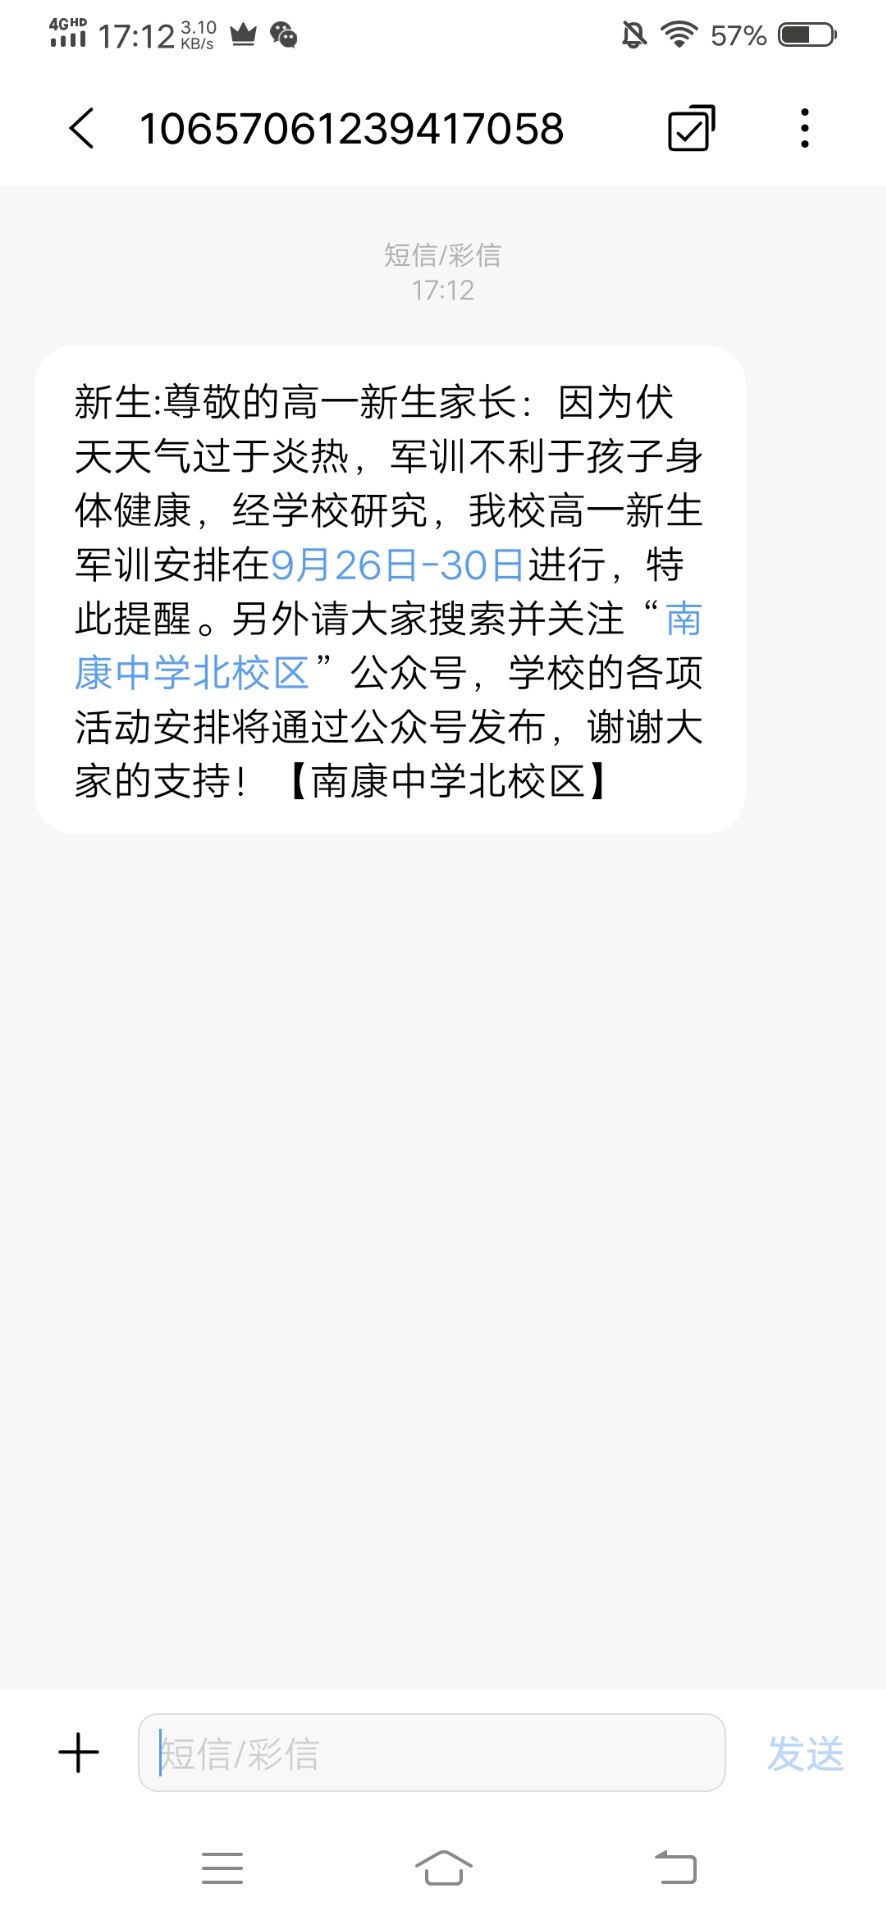 4GHD 17:12 3.10 KB/s 57%
10657061239417058
短信/彩信
17:12
新生:尊敬的高一新生家长：因为伏
天天气过于炎热，军训不利于孩子身
体健康，经学校研究，我校高一新生
军训安排在9月26日-30日进行，特
此提醒。另外请大家搜索并关注“南
康中学北校区”公众号，学校的各项
活动安排将通过公众号发布，谢谢大
家的支持！【南康中学北校区】
短信/彩信 发送